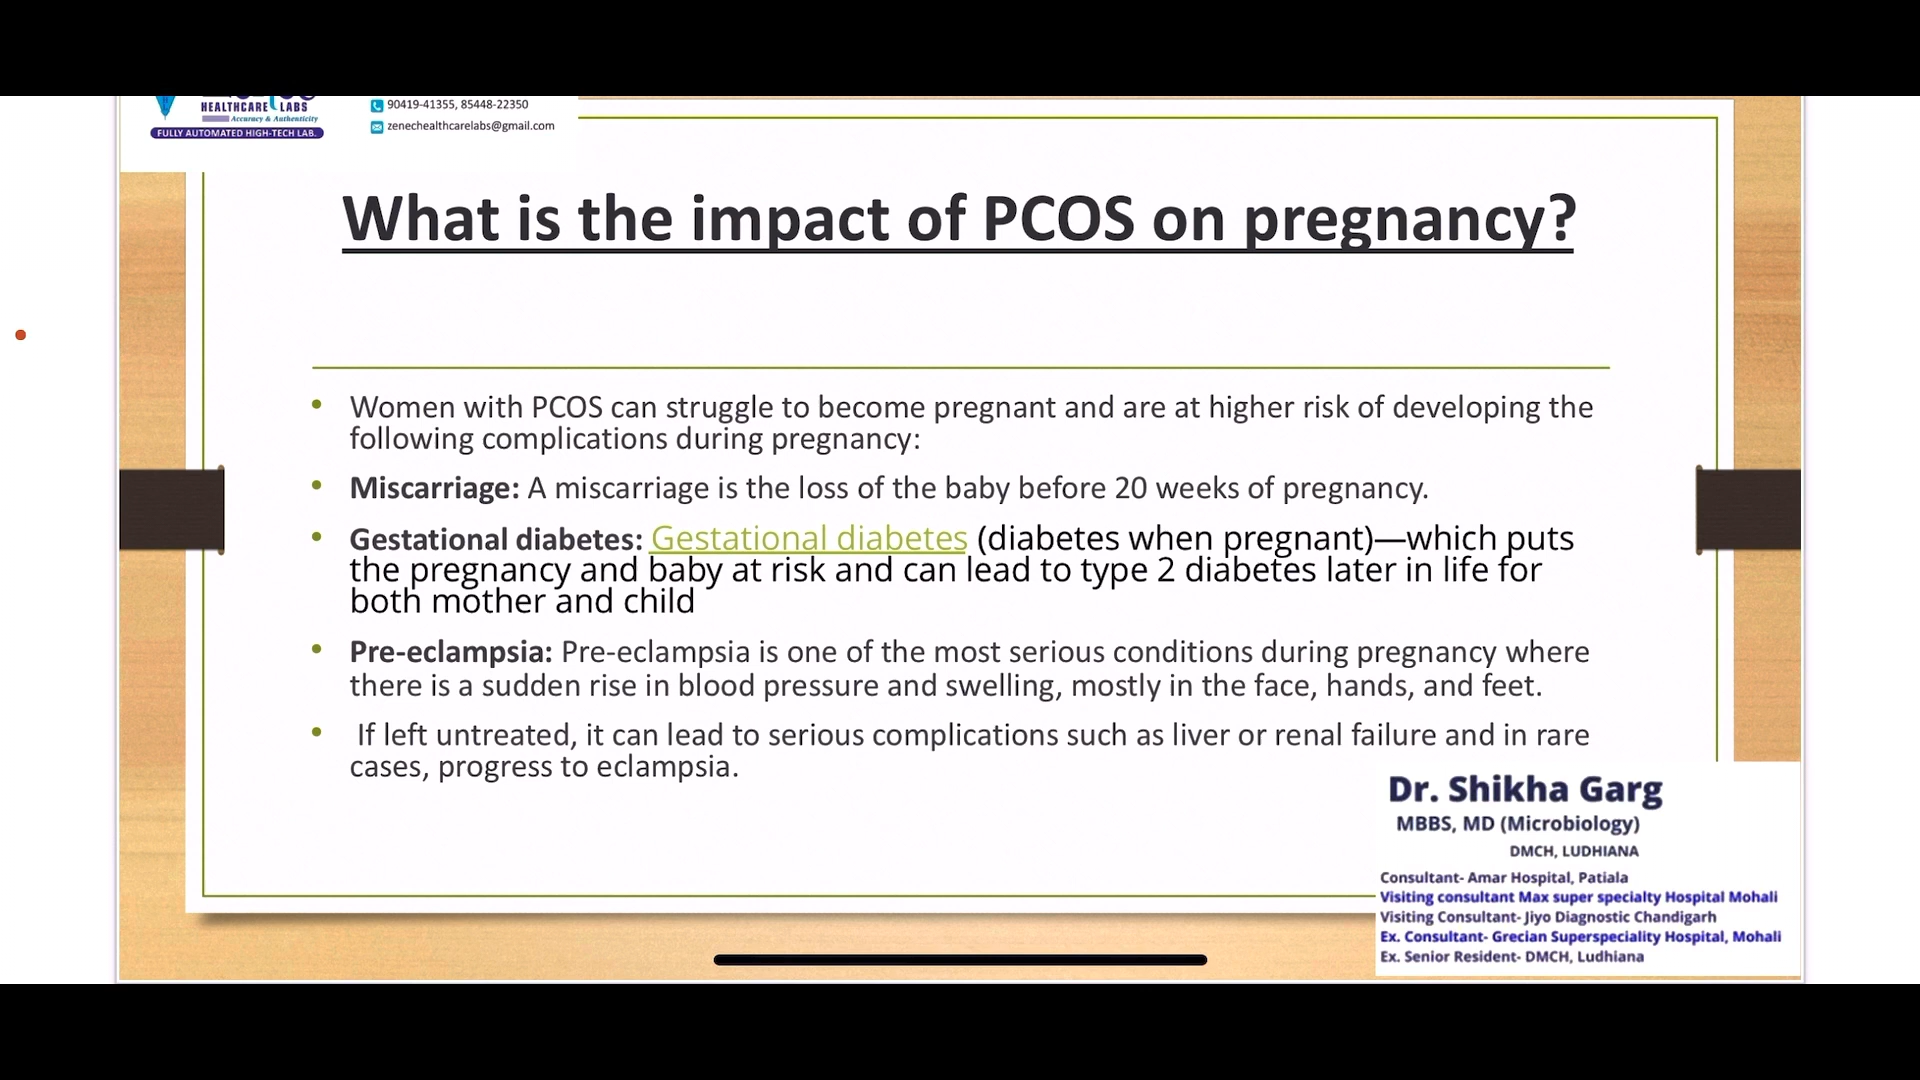 HEALTHCARE LABS
Accuracy & Authenticity
FULLY AUTOMATED HIGH-TECH LAB.
90419-41355, 85448-22350
zenechealthcarelabs@gmail.com
What is the impact of PCOS on pregnancy?
• Women with PCOS can struggle to become pregnant and are at higher risk of developing the
following complications during pregnancy:
• Miscarriage: A miscarriage is the loss of the baby before 20 weeks of pregnancy.
• Gestational diabetes: Gestational diabetes (diabetes when pregnant)—which puts
the pregnancy and baby at risk and can lead to type 2 diabetes later in life for
both mother and child
• Pre-eclampsia: Pre-eclampsia is one of the most serious conditions during pregnancy where
there is a sudden rise in blood pressure and swelling, mostly in the face, hands, and feet.
• If left untreated, it can lead to serious complications such as liver or renal failure and in rare
cases, progress to eclampsia.
Dr. Shikha Garg
MBBS, MD (Microbiology)
DMCH, LUDHIANA
Consultant- Amar Hospital, Patiala
Visiting consultant Max super specialty Hospital Mohali
Visiting Consultant- Jiyo Diagnostic Chandigarh
Ex. Consultant- Grecian Superspeciality Hospital, Mohali
Ex. Senior Resident- DMCH, Ludhiana